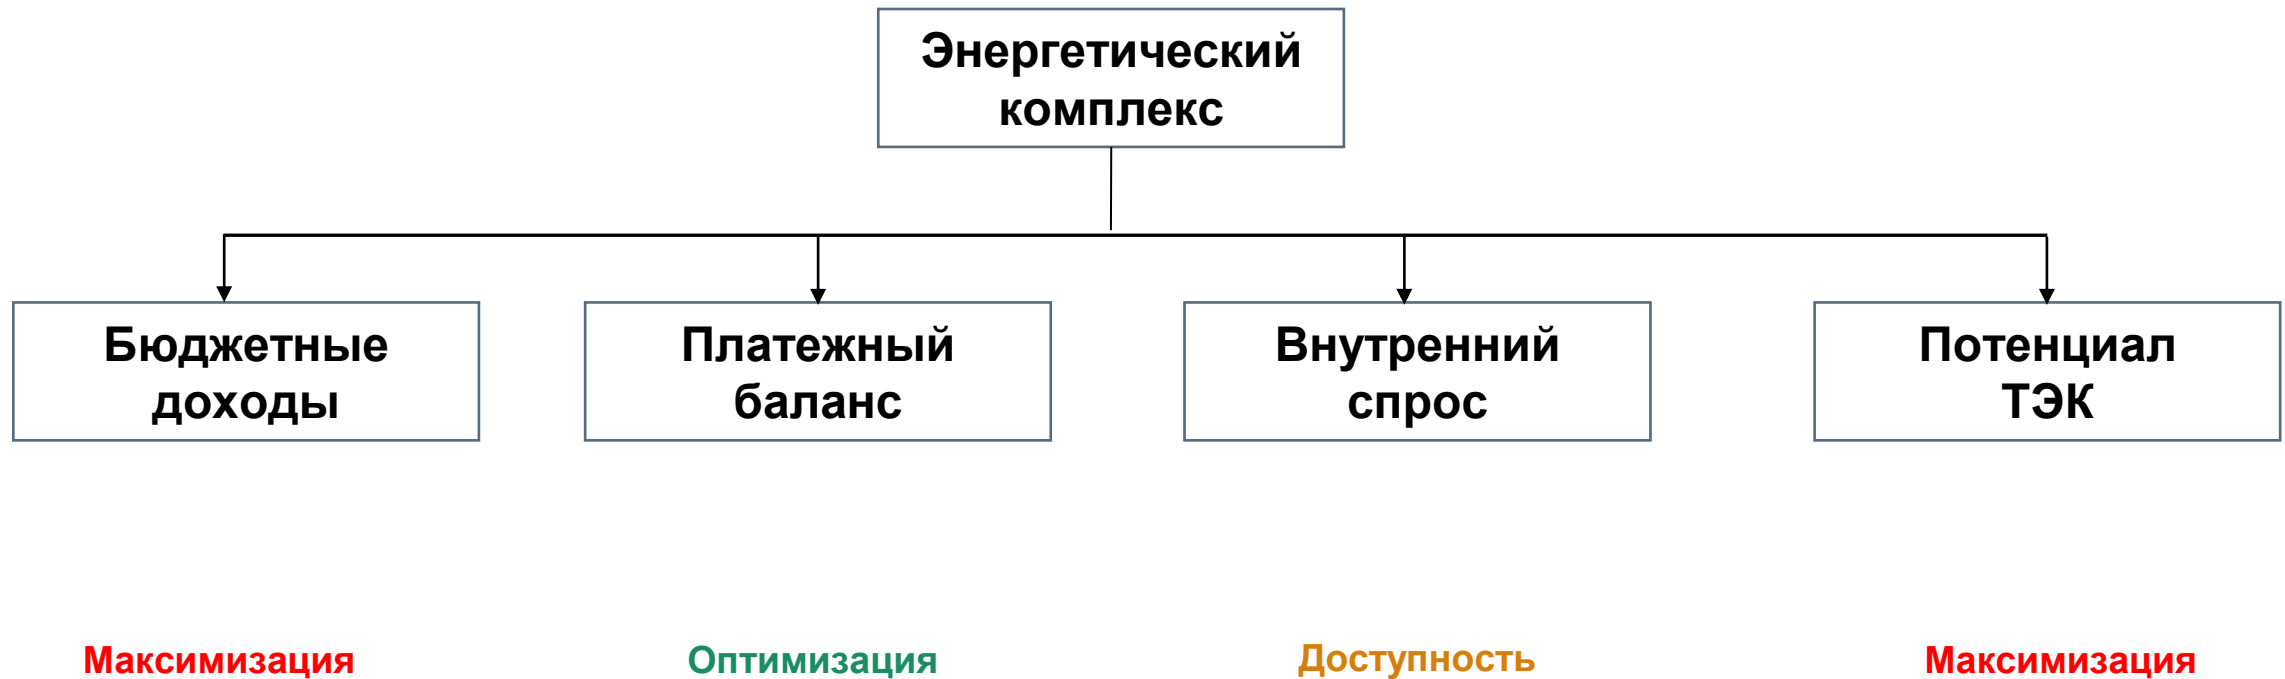 Энергетический
комплекс
Бюджетные
доходы
Платежный
баланс
Внутренний
спрос
Потенциал
ТЭК
Максимизация
Оптимизация
Доступность
Максимизация